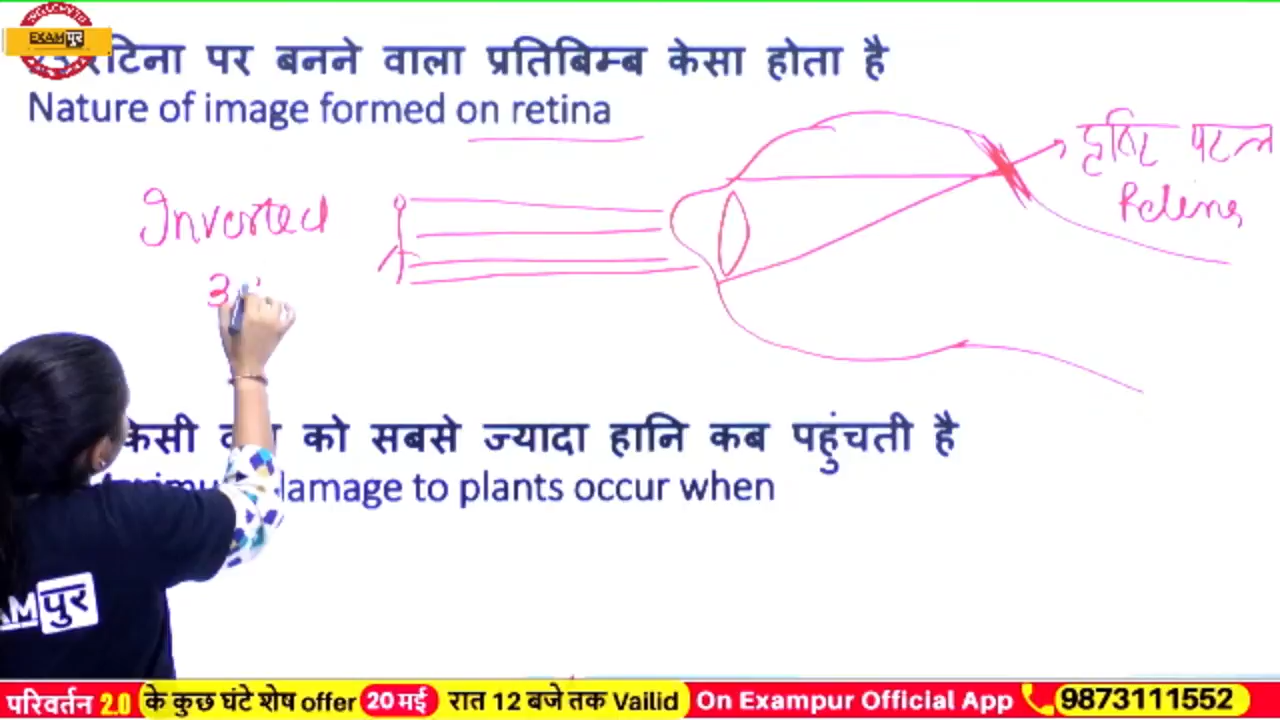 EXAMपुर
रेटिना पर बनने वाला प्रतिबिम्ब केसा होता है
Nature of image formed on retina
Inverted
दृष्टि पटल
Retina
को सबसे ज्यादा हानि कब पहुंचती है
damage to plants occur when
AMपुर
परिवर्तन 2.0 के कुछ घंटे शेष offer 20 मई रात 12 बजे तक Vailid On Exampur Official App 9873111552